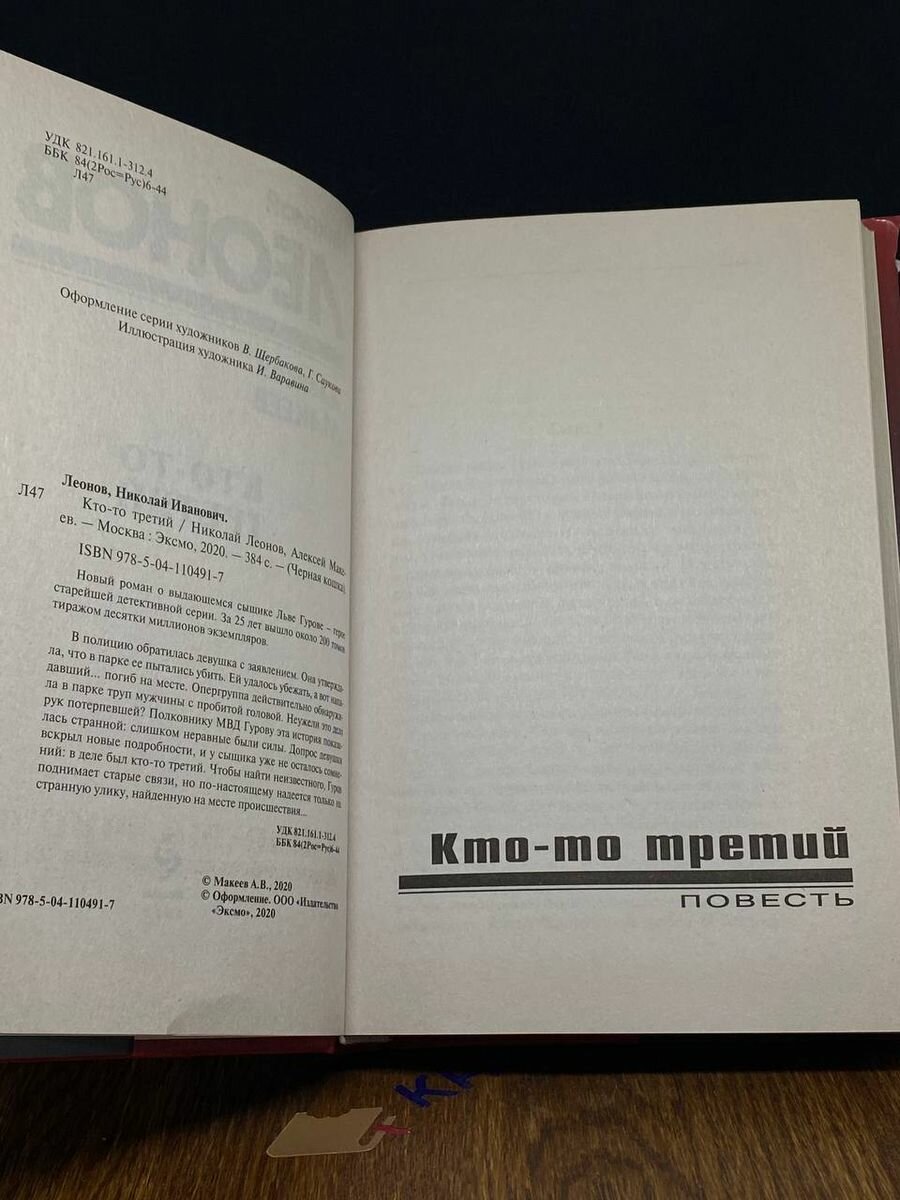 УДК 821.161.1-312.4
ББК 84(2Рос=Рус)6-44
Л47
Оформление серии художников В. Щербакова, Г. Саукова
Иллюстрация художника И. Варавина
Леонов, Николай Иванович.
Л47 Кто-то третий / Николай Леонов, Алексей Маке-
ев. — Москва : Эксмо, 2020. — 384 с. — (Черная кошка).
ISBN 978-5-04-110491-7
Новый роман о выдающемся сыщике Льве Гурове – герое
старейшей детективной серии. За 25 лет вышло около 200 томов
тиражом десятки миллионов экземпляров.
В полицию обратилась девушка с заявлением. Она утвержда-
ла, что в парке ее пытались убить. Ей удалось убежать, а вот напа-
давший... погиб на месте. Опергруппа действительно обнаружи-
ла в парке труп мужчины с пробитой головой. Неужели это дело
рук потерпевшей? Полковнику МВД Гурову эта история показа-
лась странной: слишком неравные были силы. Допрос девушки
вскрыл новые подробности, и у сыщика уже не осталось сомне-
ний: в деле был кто-то третий. Чтобы найти неизвестного, Гуров
поднимает старые связи, но по-настоящему надеется только на
странную улику, найденную на месте происшествия...
УДК 821.161.1-312.4
ББК 84(2Рос=Рус)6-44
© Макеев А.В., 2020
© Оформление. ООО «Издательство
«Эксмо», 2020
BN 978-5-04-110491-7
Кто-то третий
ПОВЕСТЬ